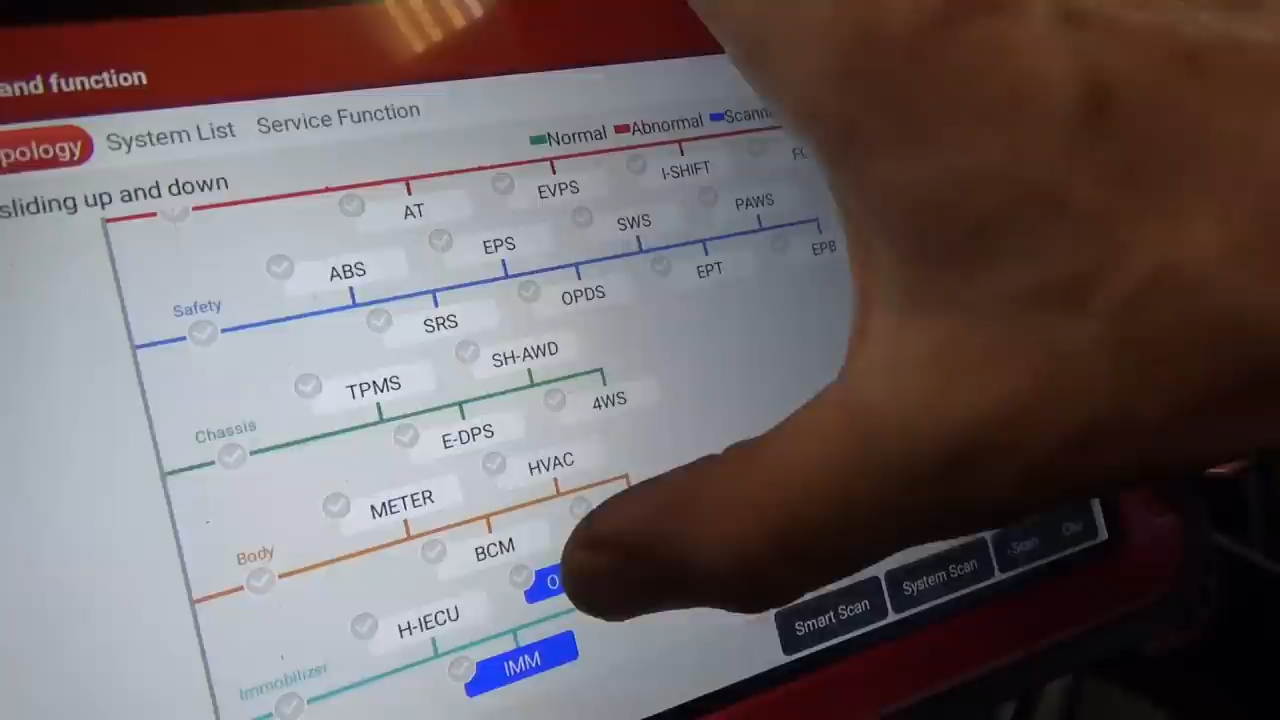 and function
pology System List Service Function
Normal Abnormal Scann
sliding up and down
AT EVPS I-SHIFT
ABS EPS SWS PAWS
Safety
SRS OPDS EPT EPB
TPMS SH-AWD
Chassis
E-DPS 4WS
METER HVAC
Body
BCM
O
H-IECU
Immobilizer
IMM
Smart Scan System Scan